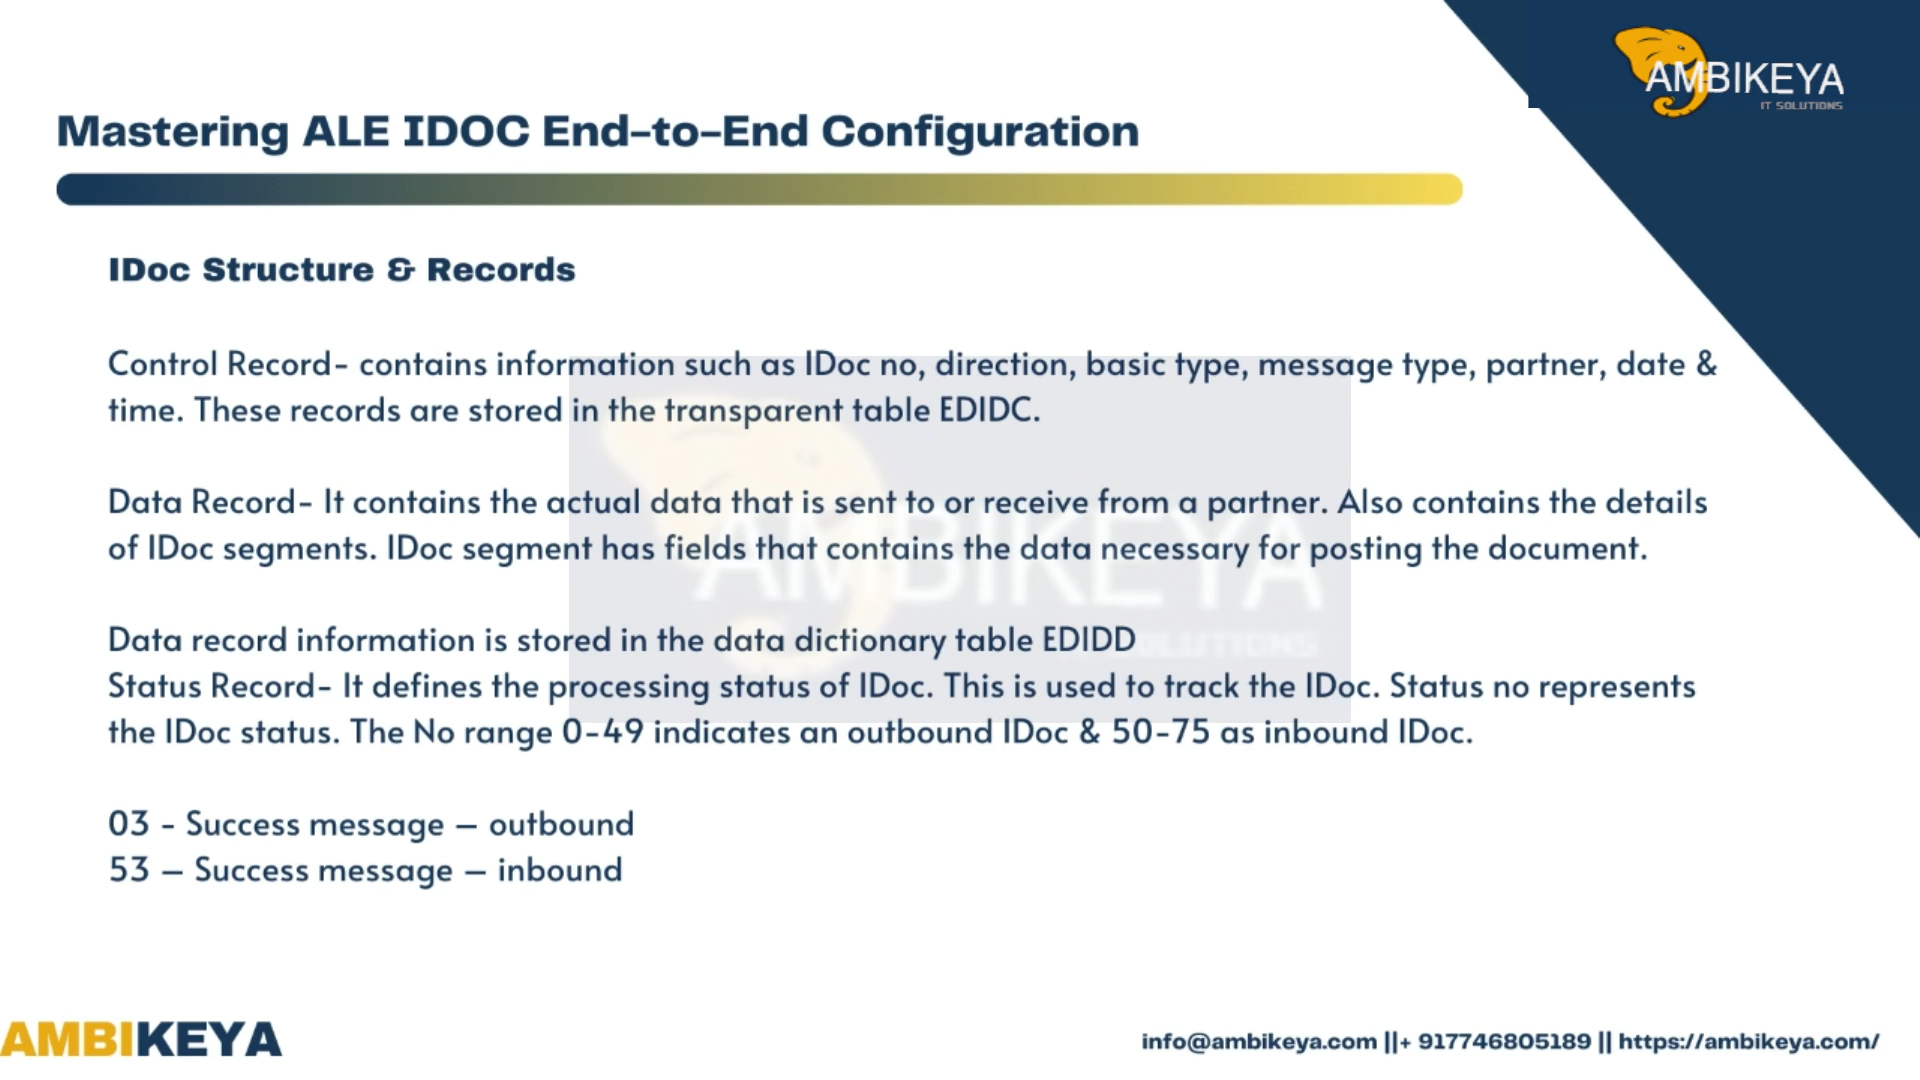 AMBIKEYA
IT SOLUTIONS
Mastering ALE IDOC End-to-End Configuration
IDoc Structure & Records
Control Record- contains information such as IDoc no, direction, basic type, message type, partner, date &
time. These records are stored in the transparent table EDIDC.
Data Record- It contains the actual data that is sent to or receive from a partner. Also contains the details
of IDoc segments. IDoc segment has fields that contains the data necessary for posting the document.
AMBIKEYA
SOLUTIONS
Data record information is stored in the data dictionary table EDIDD
Status Record- It defines the processing status of IDoc. This is used to track the IDoc. Status no represents
the IDoc status. The No range 0-49 indicates an outbound IDoc & 50-75 as inbound IDoc.
03 - Success message – outbound
53 – Success message – inbound
AMBIKEYA
info@ambikeya.com ||+ 917746805189 || https://ambikeya.com/